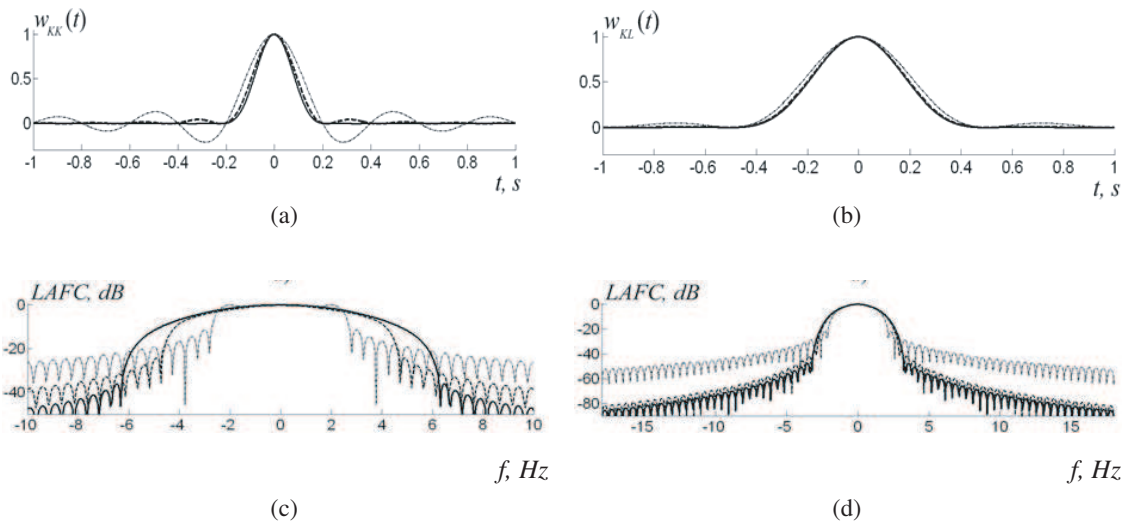 w_KK(t)
1
0.5
0
-1 -0.8 -0.6 -0.4 -0.2 0 0.2 0.4 0.6 0.8 1
t, s
(a)
w_KL(t)
1
0.5
0
-1 -0.8 -0.6 -0.4 -0.2 0 0.2 0.4 0.6 0.8 1
t, s
(b)
LAFC, dB
0
-20
-40
-10 -8 -6 -4 -2 0 2 4 6 8 10
f, Hz
(c)
LAFC, dB
0
-20
-40
-60
-80
-15 -10 -5 0 5 10 15
f, Hz
(d)